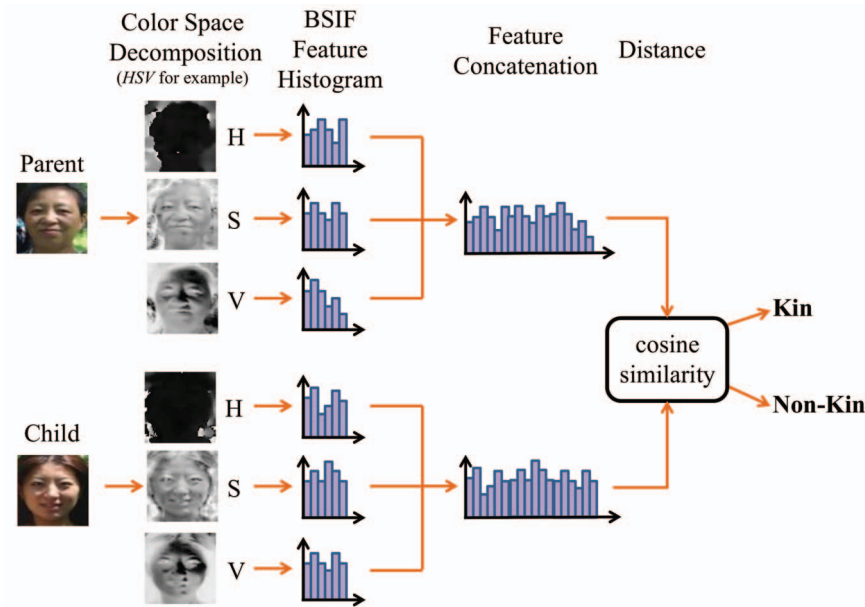 Color Space
Decomposition
(HSV for example)
BSIF
Feature
Histogram
Feature
Concatenation
Distance
Parent
H
S
V
Child
H
S
V
cosine
similarity
Kin
Non-Kin